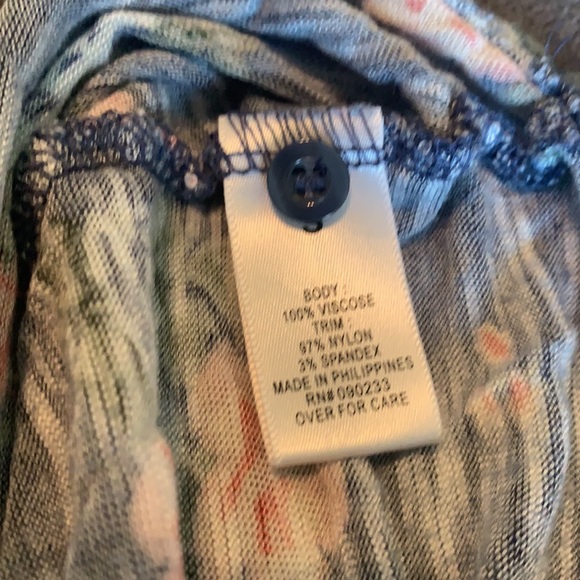 BODY :
100% VISCOSE
TRIM :
97% NYLON
3% SPANDEX
MADE IN PHILIPPINES
RN# 090233
OVER FOR CARE